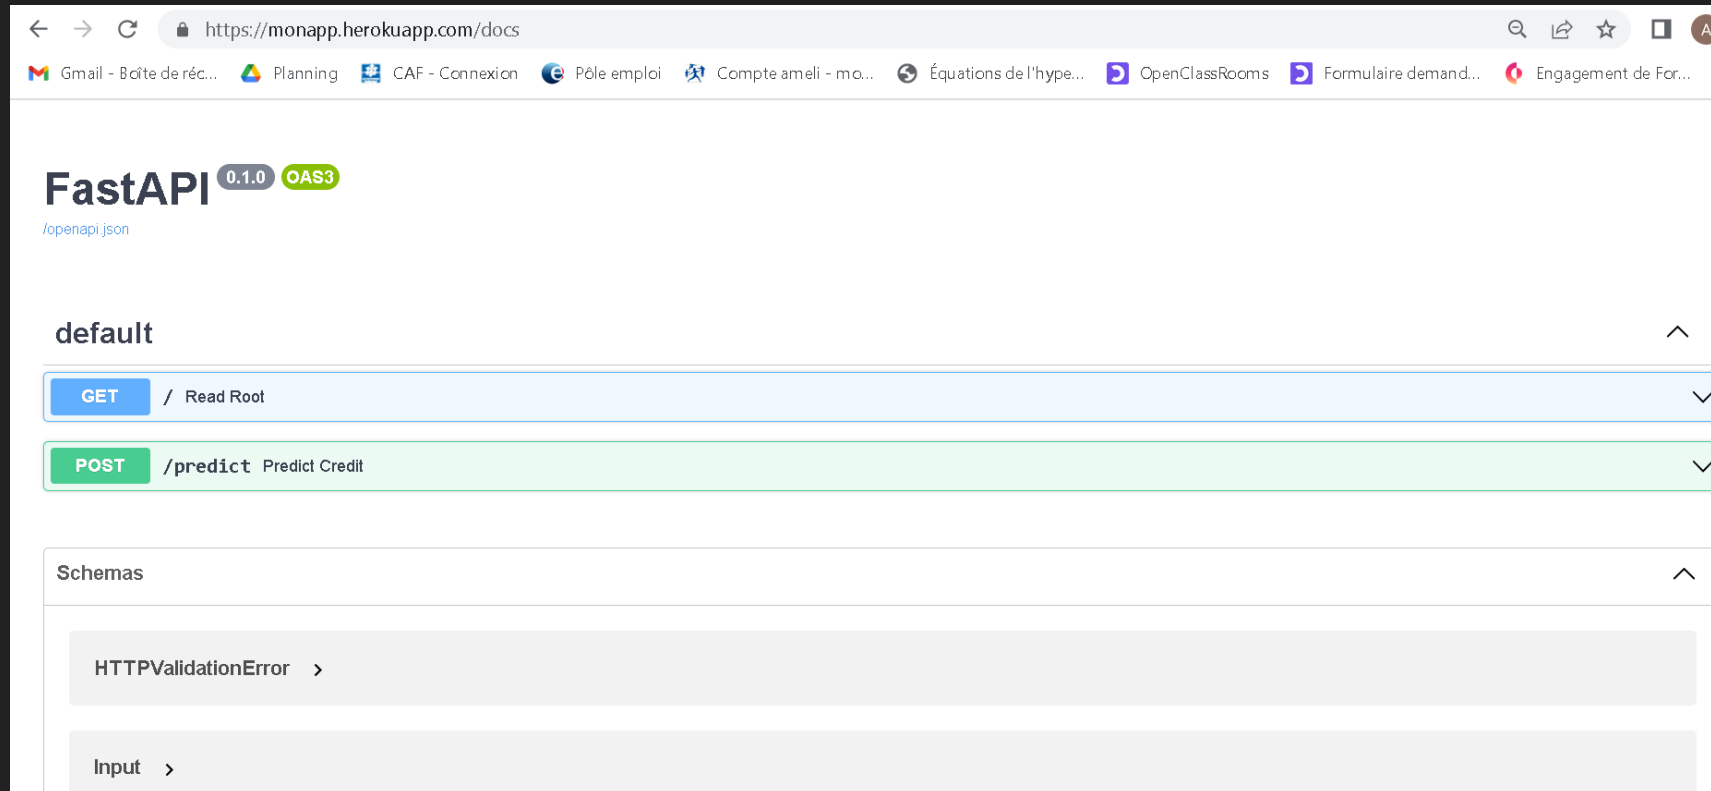 https://monapp.herokuapp.com/docs
A
Gmail - Boîte de réc... Planning CAF - Connexion Pôle emploi Compte ameli - mo... Équations de l'hype... OpenClassRooms Formulaire demand... Engagement de For...
FastAPI 0.1.0 OAS3
/openapi.json
default
GET / Read Root
POST /predict Predict Credit
Schemas
HTTPValidationError
Input